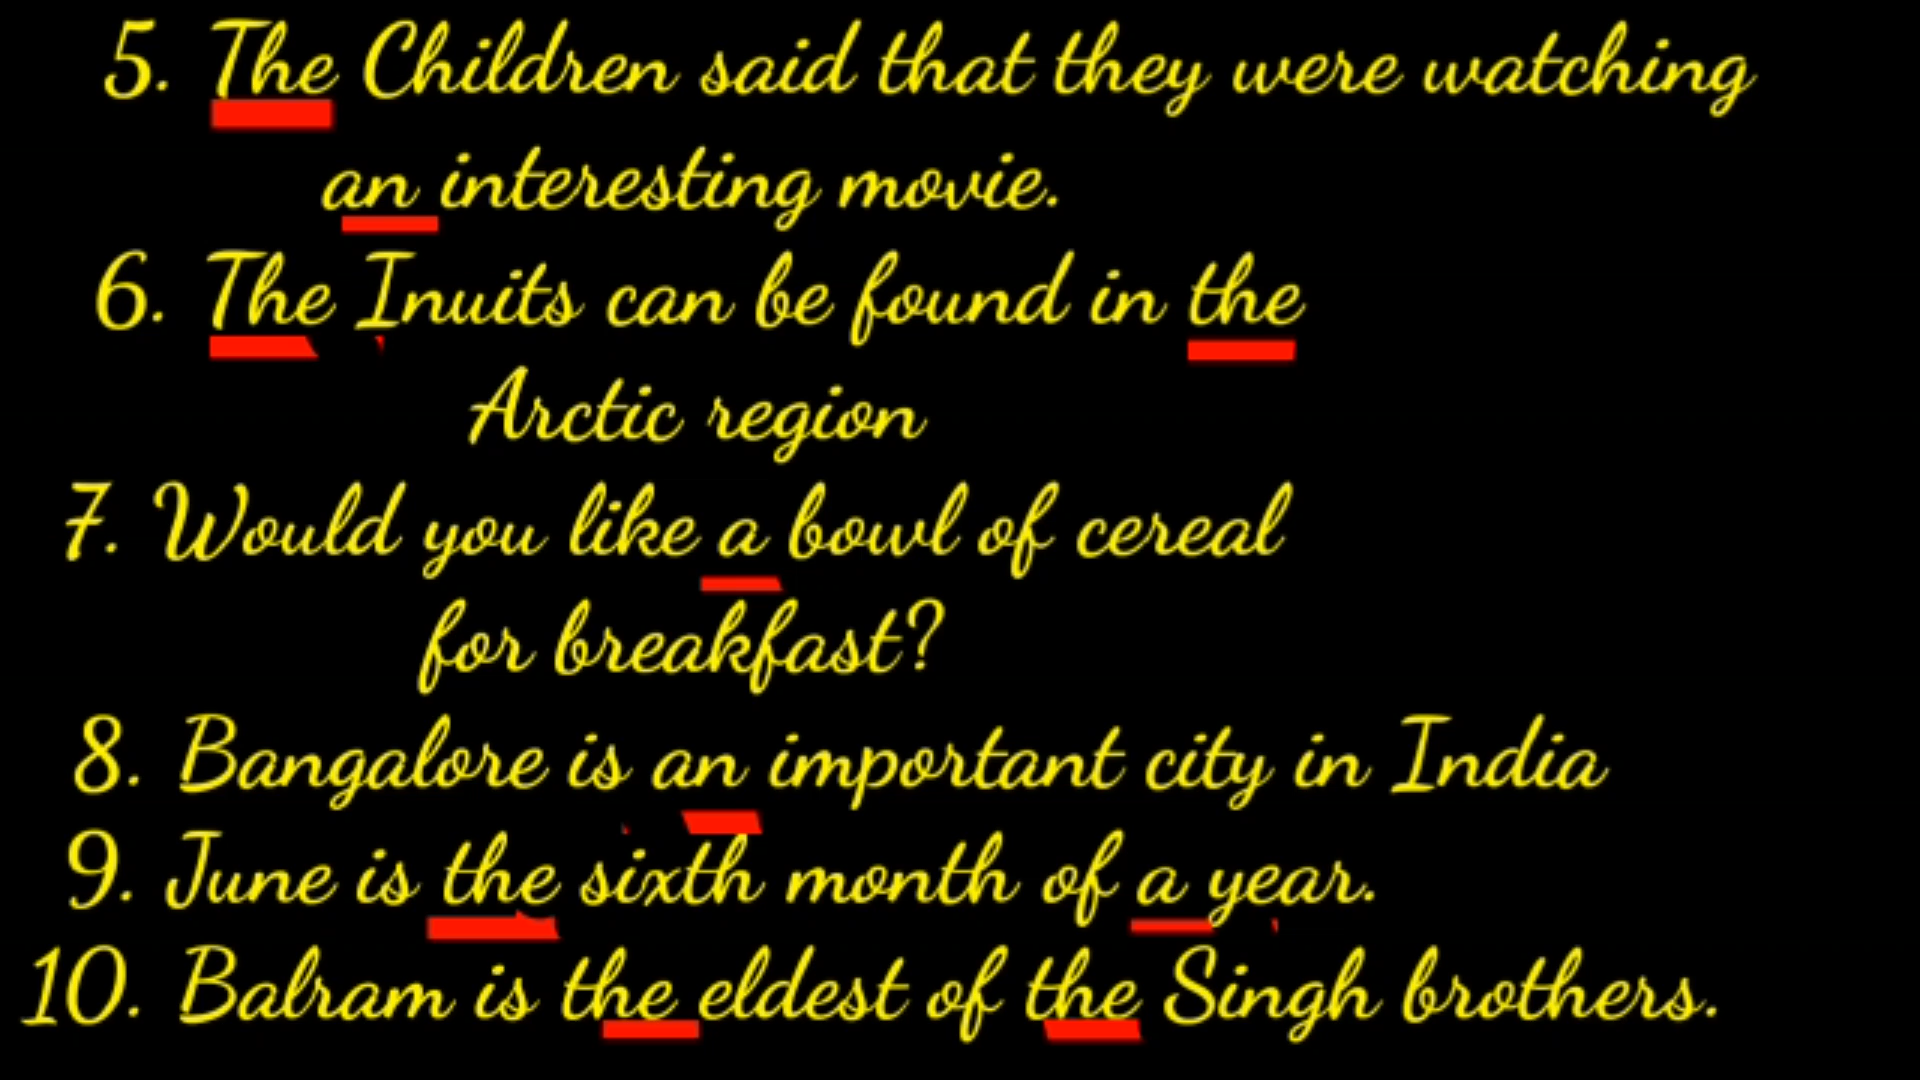 5. The Children said that they were watching
an interesting movie.
6. The Inuits can be found in the
Arctic region
7. Would you like a bowl of cereal
for breakfast?
8. Bangalore is an important city in India
9. June is the sixth month of a year.
10. Balram is the eldest of the Singh brothers.